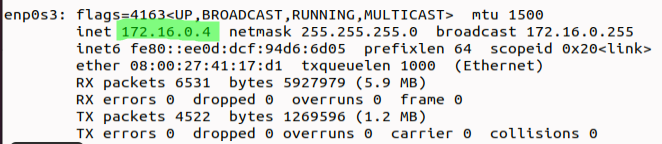 enp0s3: flags=4163<UP,BROADCAST,RUNNING,MULTICAST>  mtu 1500
inet 172.16.0.4  netmask 255.255.255.0  broadcast 172.16.0.255
inet6 fe80::ee0d:dcf:94d6:6d05  prefixlen 64  scopeid 0x20<link>
ether 08:00:27:41:17:d1  txqueuelen 1000  (Ethernet)
RX packets 6531  bytes 5927979 (5.9 MB)
RX errors 0  dropped 0  overruns 0  frame 0
TX packets 4522  bytes 1269596 (1.2 MB)
TX errors 0  dropped 0 overruns 0  carrier 0  collisions 0